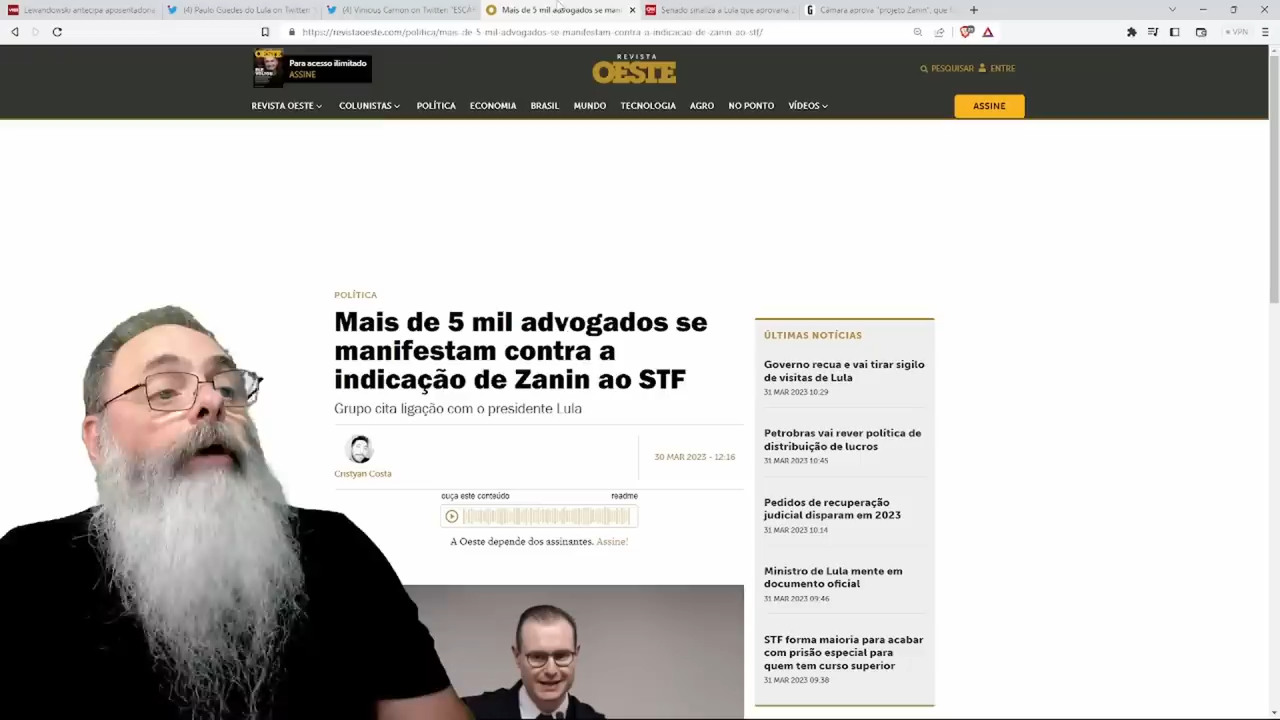 Lewandowski antecipa aposentadoria
(4) Paulo Guedes do Lula on Twitter:
(4) Vinicius Carrion on Twitter: "ESCA
Mais de 5 mil advogados se man
Senado sinaliza a Lula que aprovaria
Câmara aprova "projeto Zanin", que
https://revistaoeste.com/politica/mais-de-5-mil-advogados-se-manifestam-contra-a-indicacao-de-zanin-ao-stf/
VPN
OESTE
Para acesso ilimitado
ASSINE
REVISTA
OESTE
PESQUISAR
ENTRE
REVISTA OESTE
COLUNISTAS
POLÍTICA
ECONOMIA
BRASIL
MUNDO
TECNOLOGIA
AGRO
NO PONTO
VÍDEOS
ASSINE
POLÍTICA
Mais de 5 mil advogados se
manifestam contra a
indicação de Zanin ao STF
Grupo cita ligação com o presidente Lula
Cristyan Costa
30 MAR 2023 - 12:16
ouça este conteúdo
readme
A Oeste depende dos assinantes. Assine!
ÚLTIMAS NOTÍCIAS
Governo recua e vai tirar sigilo
de visitas de Lula
31 MAR 2023 10:29
Petrobras vai rever política de
distribuição de lucros
31 MAR 2023 10:45
Pedidos de recuperação
judicial disparam em 2023
31 MAR 2023 10:14
Ministro de Lula mente em
documento oficial
31 MAR 2023 09:46
STF forma maioria para acabar
com prisão especial para
quem tem curso superior
31 MAR 2023 09:38